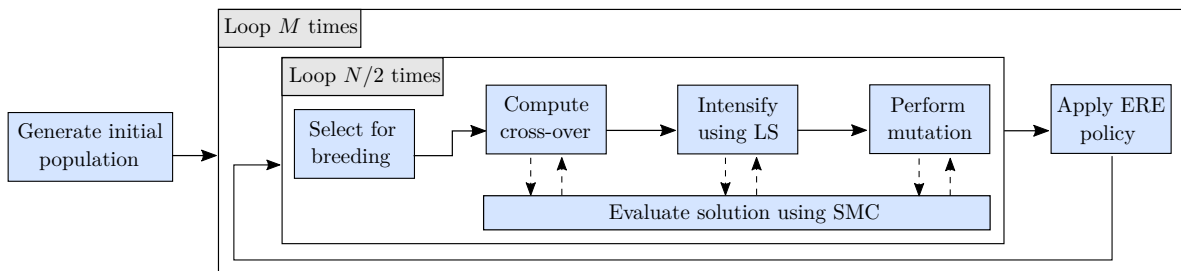 Loop M times
Loop N/2 times
Generate initial
population
Select for
breeding
Compute
cross-over
Intensify
using LS
Perform
mutation
Apply ERE
policy
Evaluate solution using SMC